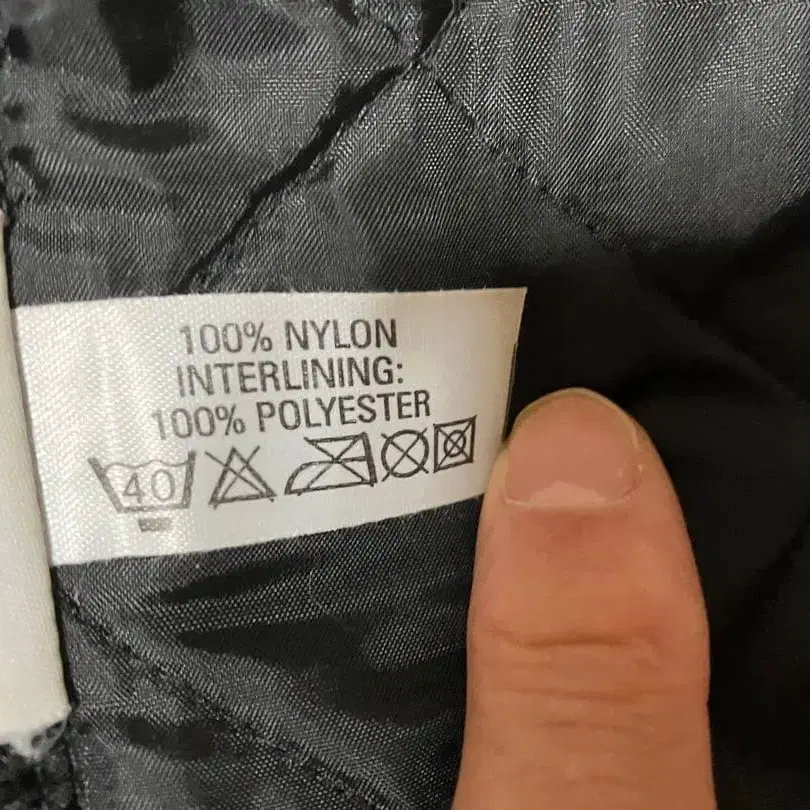 100% NYLON
INTERLINING:
100% POLYESTER
40